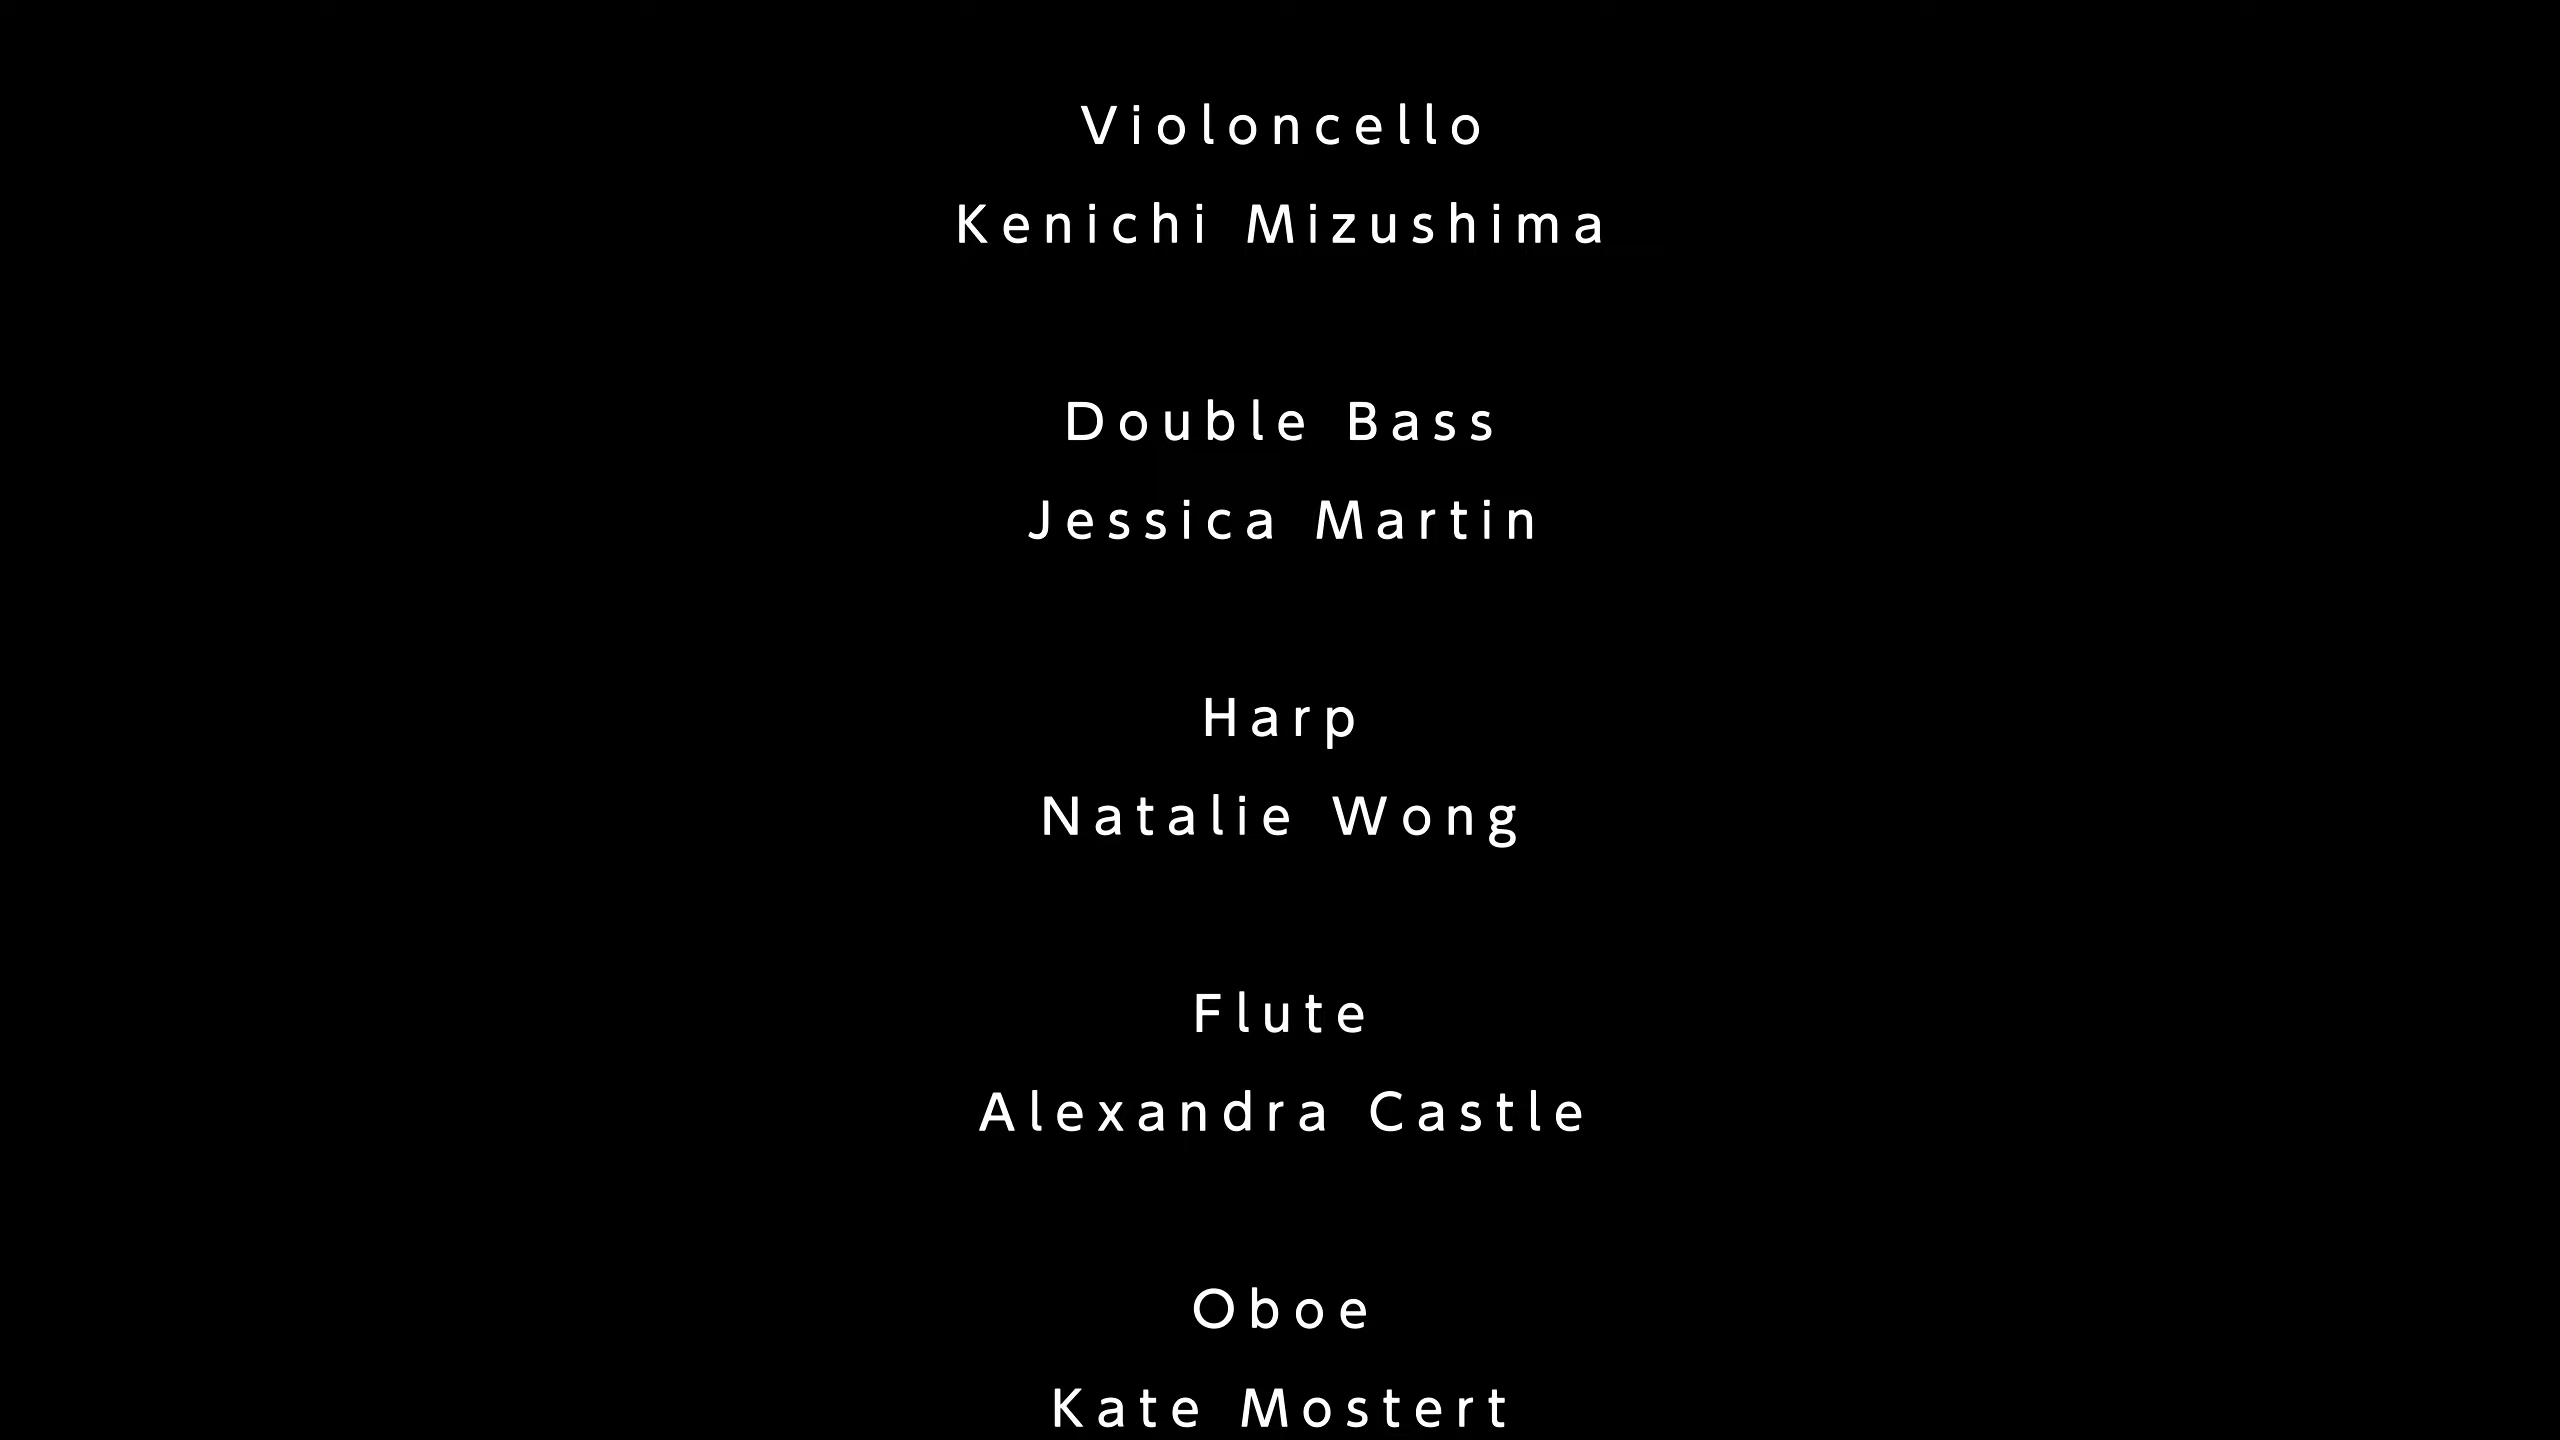 Violoncello
Kenichi Mizushima
Double Bass
Jessica Martin
Harp
Natalie Wong
Flute
Alexandra Castle
Oboe
Kate Mostert